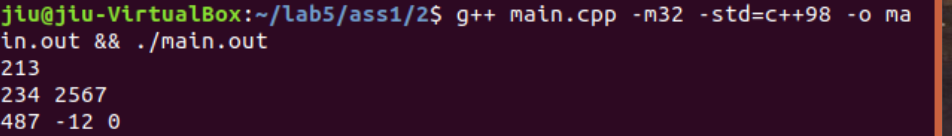 jiu@jiu-VirtualBox:~/lab5/ass1/2$ g++ main.cpp -m32 -std=c++98 -o ma
in.out && ./main.out
213
234 2567
487 -12 0